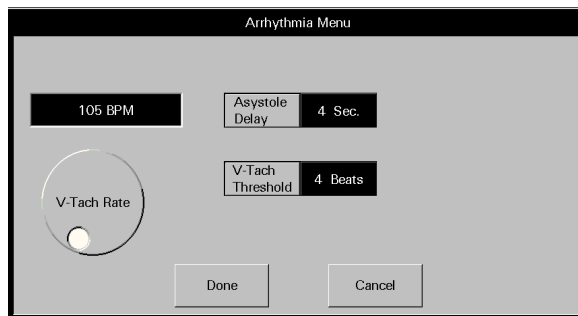 Arrhythmia Menu
105 BPM
Asystole
Delay
4 Sec.
V-Tach Rate
V-Tach
Threshold
4 Beats
Done
Cancel